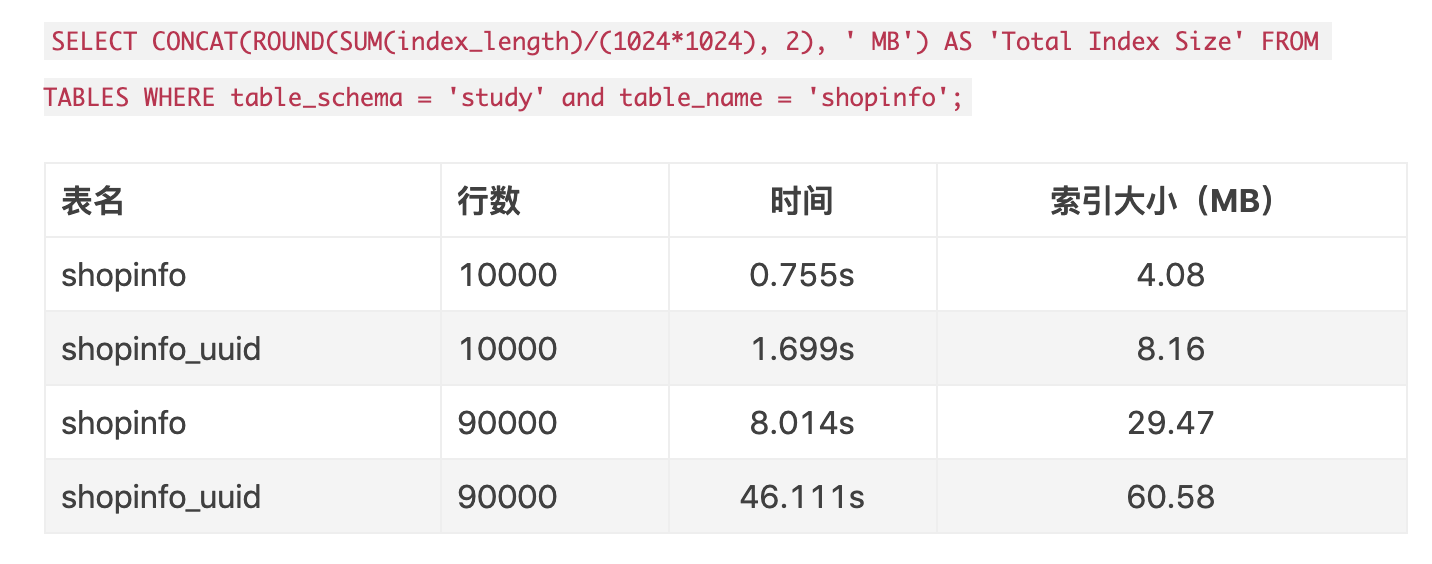 SELECT CONCAT(ROUND(SUM(index_length)/(1024*1024), 2), ' MB') AS 'Total Index Size' FROM
TABLES WHERE table_schema = 'study' and table_name = 'shopinfo';
表名 行数 时间 索引大小（MB）
shopinfo 10000 0.755s 4.08
shopinfo_uuid 10000 1.699s 8.16
shopinfo 90000 8.014s 29.47
shopinfo_uuid 90000 46.111s 60.58